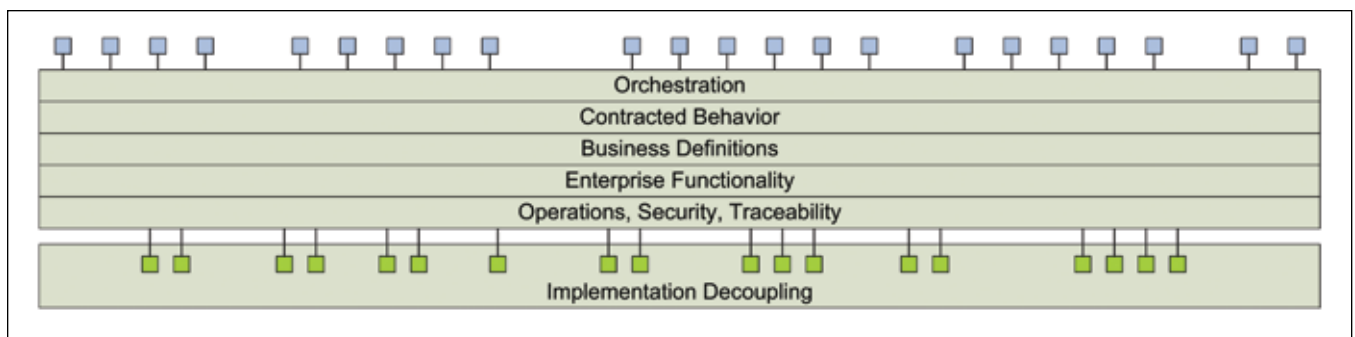 Orchestration
Contracted Behavior
Business Definitions
Enterprise Functionality
Operations, Security, Traceability
Implementation Decoupling